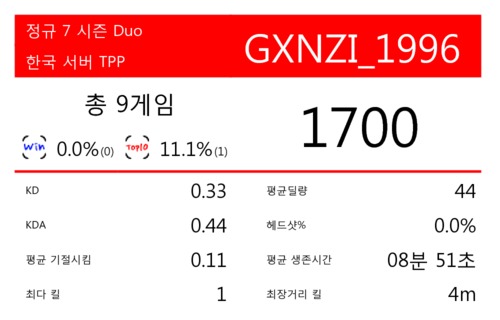 정규 7 시즌 Duo
한국 서버 TPP
GXNZI_1996
총 9게임
Win 0.0%(0) Top10 11.1%(1)
1700
KD 0.33
평균딜량 44
KDA 0.44
헤드샷% 0.0%
평균 기절시킴 0.11
평균 생존시간 08분 51초
최다 킬 1
최장거리 킬 4m